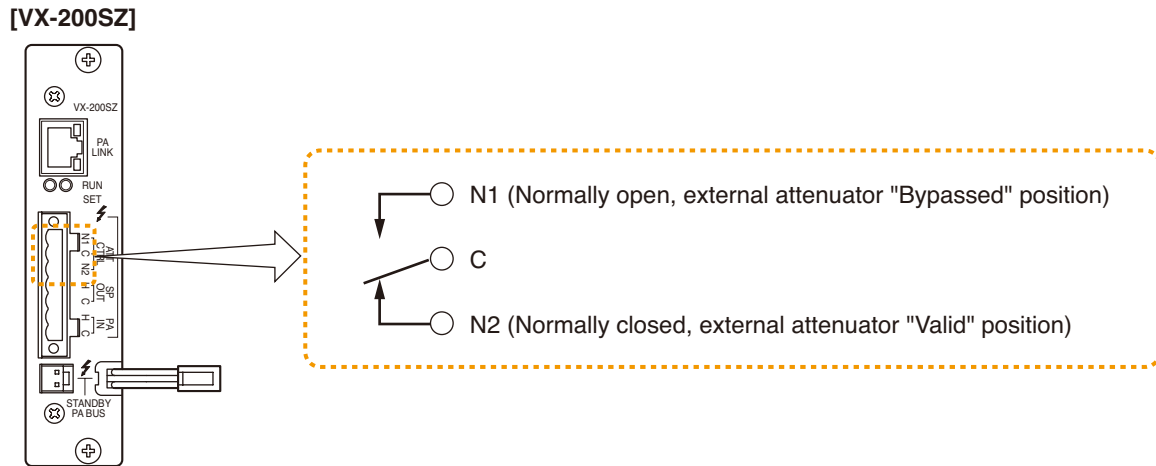 [VX-200SZ]
VX-200SZ
PA
LINK
RUN
SET
N1 C N2
ATT
CTRL
H C
SP
OUT
H C
PA
IN
STANDBY
PA BUS
N1 (Normally open, external attenuator "Bypassed" position)
C
N2 (Normally closed, external attenuator "Valid" position)